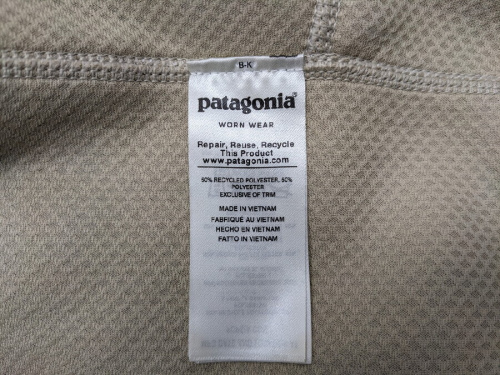 B-K
patagonia®
WORN WEAR
Repair, Reuse, Recycle
This Product
www.patagonia.com
50% RECYCLED POLYESTER, 50%
POLYESTER
EXCLUSIVE OF TRIM
MADE IN VIETNAM
FABRIQUÉ AU VIETNAM
HECHO EN VIETNAM
FATTO IN VIETNAM